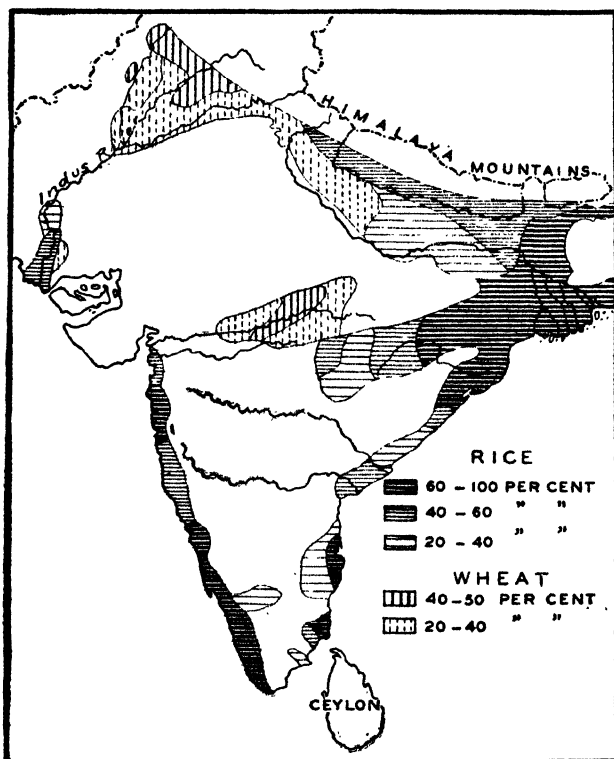 HIMALAYA
MOUNTAINS
Indus River
RICE
60 – 100 PER CENT
40 – 60 " "
20 – 40 " "
WHEAT
40–50 PER CENT
20–40 " "
CEYLON